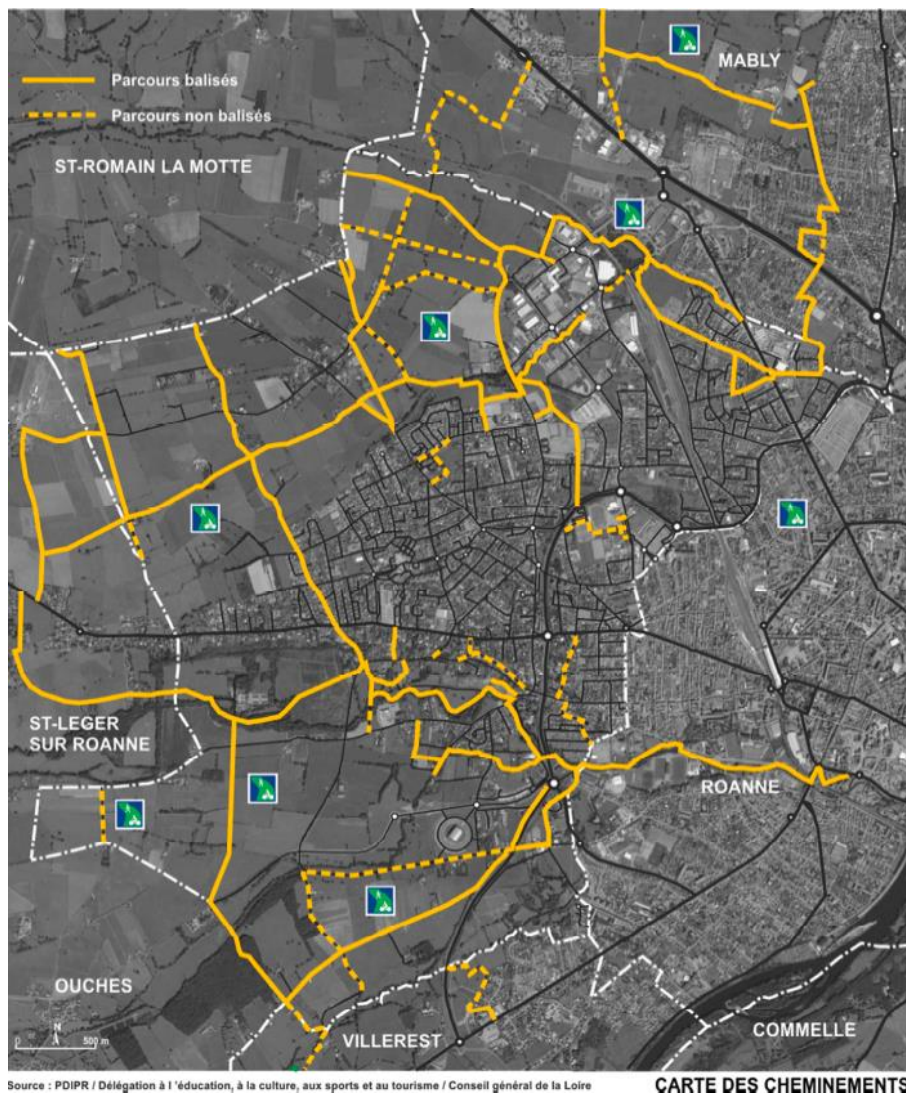 Parcours balisés
MABLY
Parcours non balisés
ST-ROMAIN LA MOTTE
ST-LEGER
SUR ROANNE
ROANNE
OUCHES
VILLEREST
COMMELLE
N
0 500 m
Source : PDIPR / Délégation à l 'éducation, à la culture, aux sports et au tourisme / Conseil général de la Loire
CARTE DES CHEMINEMENTS